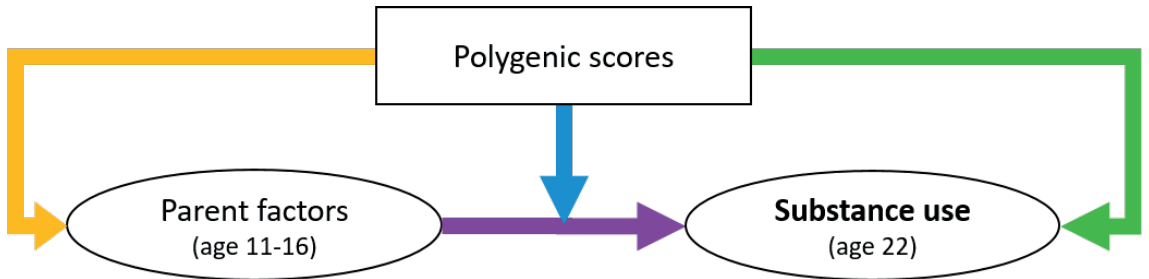 Polygenic scores
Parent factors
(age 11-16)
Substance use
(age 22)